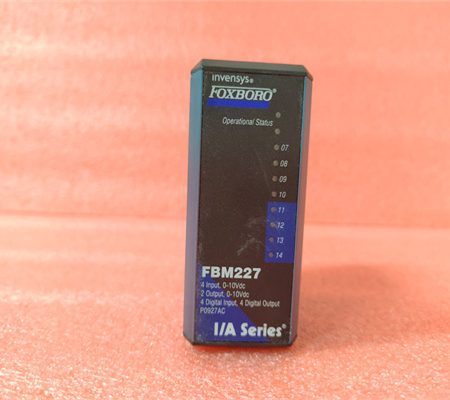 invensys®
FOXBORO®
Operational Status
07
08
09
10
11
12
13
14
FBM227
4 Input, 0-10Vdc
2 Output, 0-10Vdc
4 Digital Input, 4 Digital Output
P0927AC
I/A Series®